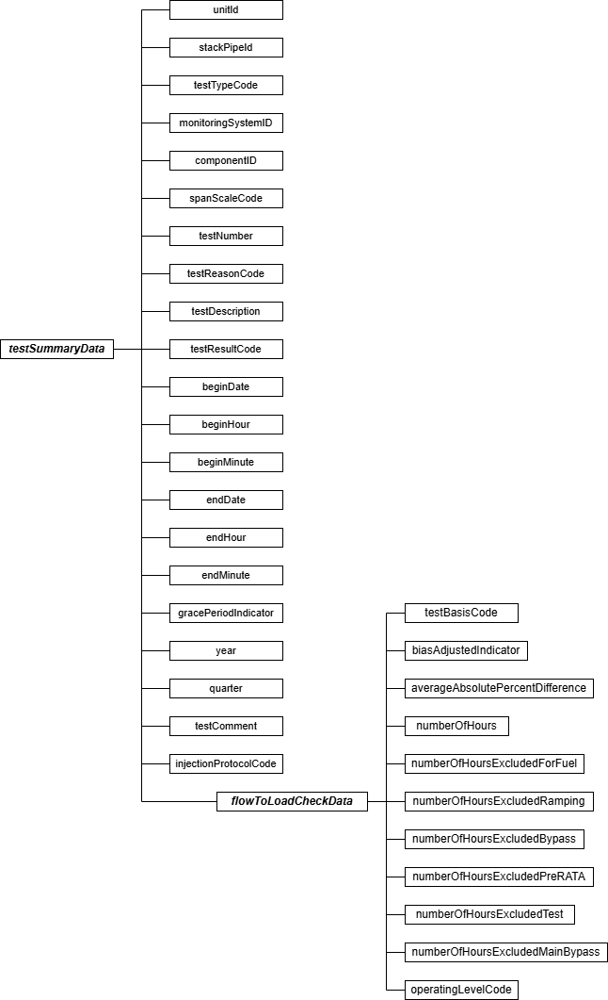 unitId
stackPipeId
testTypeCode
monitoringSystemID
componentID
spanScaleCode
testNumber
testReasonCode
testDescription
testSummaryData
testResultCode
beginDate
beginHour
beginMinute
endDate
endHour
endMinute
gracePeriodIndicator
year
quarter
testComment
injectionProtocolCode
flowToLoadCheckData
testBasisCode
biasAdjustedIndicator
averageAbsolutePercentDifference
numberOfHours
numberOfHoursExcludedForFuel
numberOfHoursExcludedRamping
numberOfHoursExcludedBypass
numberOfHoursExcludedPreRATA
numberOfHoursExcludedTest
numberOfHoursExcludedMainBypass
operatingLevelCode